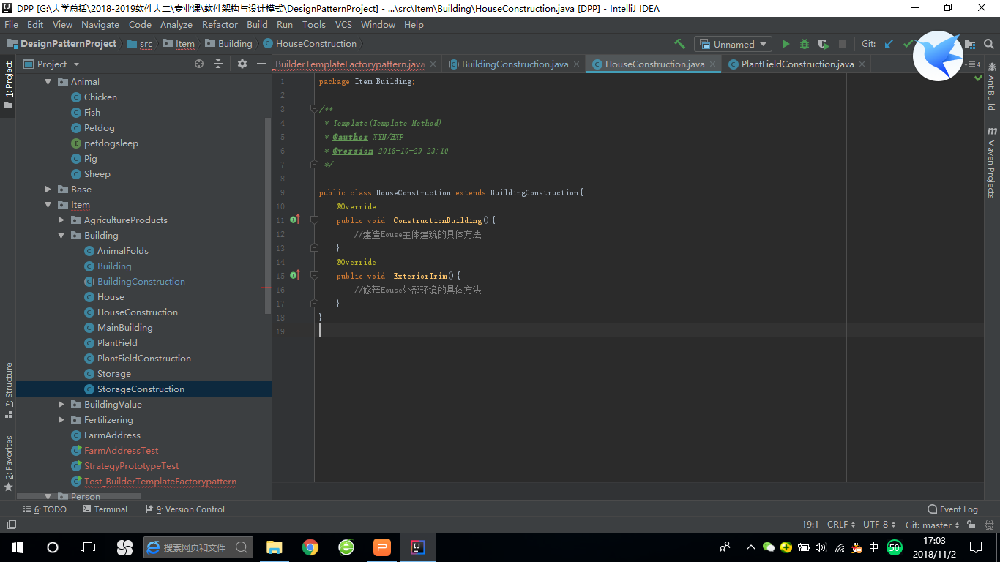 DPP [G:\大学总括\2018-2019软件大二\专业课\软件架构与设计模式\DesignPatternProject] - ...\src\Item\Building\HouseConstruction.java [DPP] - IntelliJ IDEA
File Edit View Navigate Code Analyze Refactor Build Run Tools VCS Window Help
DesignPatternProject src Item Building HouseConstruction Unnamed Git:
Project BuilderTemplateFactorypattern.java BuildingConstruction.java HouseConstruction.java PlantFieldConstruction.java 4
1: Project
7: Structure
2: Favorites
Animal
Chicken
Fish
Petdog
petdogsleep
Pig
Sheep
Base
Item
AgricultureProducts
Building
AnimalFolds
Building
BuildingConstruction
House
HouseConstruction
MainBuilding
PlantField
PlantFieldConstruction
Storage
StorageConstruction
BuildingValue
Fertilizering
FarmAddress
FarmAddressTest
StrategyPrototypeTest
Test_BuilderTemplateFactorypattern
Person
1 package Item.Building;
2
3 /**
4 * Template(Template Method)
5 * @author XYN/HXP
6 * @version 2018-10-29 23:10
7 */
8
9 public class HouseConstruction extends BuildingConstruction{
10 @Override
11 public void ConstructionBuilding(){
12 //建造House主体建筑的具体方法
13 }
14 @Override
15 public void ExteriorTrim(){
16 //修葺House外部环境的具体方法
17 }
18 }
19
Ant Build
Maven Projects
6: TODO Terminal 9: Version Control Event Log
19:1 CRLF UTF-8 Git: master
搜索网页和文件 中 50 17:03
2018/11/2